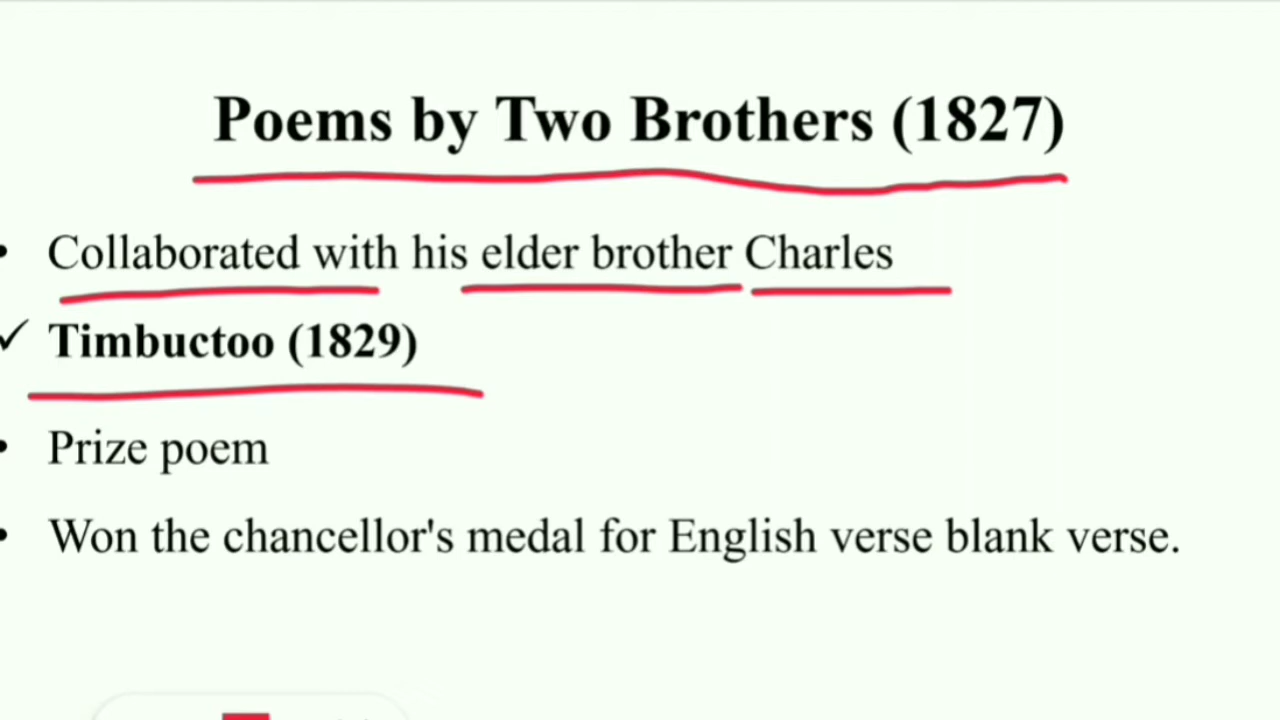 Poems by Two Brothers (1827)
• Collaborated with his elder brother Charles
✓ Timbuctoo (1829)
• Prize poem
• Won the chancellor's medal for English verse blank verse.